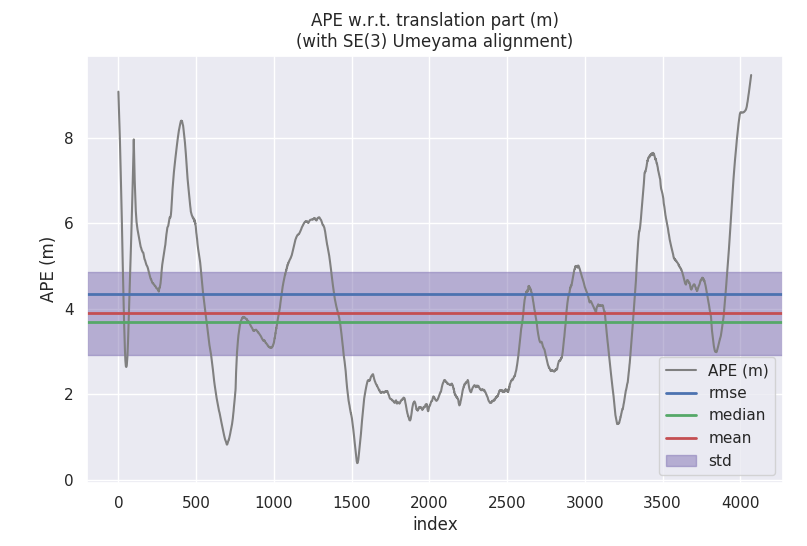 APE w.r.t. translation part (m)
(with SE(3) Umeyama alignment)
APE (m)
8
6
4
2
0
0 500 1000 1500 2000 2500 3000 3500 4000
index
APE (m)
rmse
median
mean
std